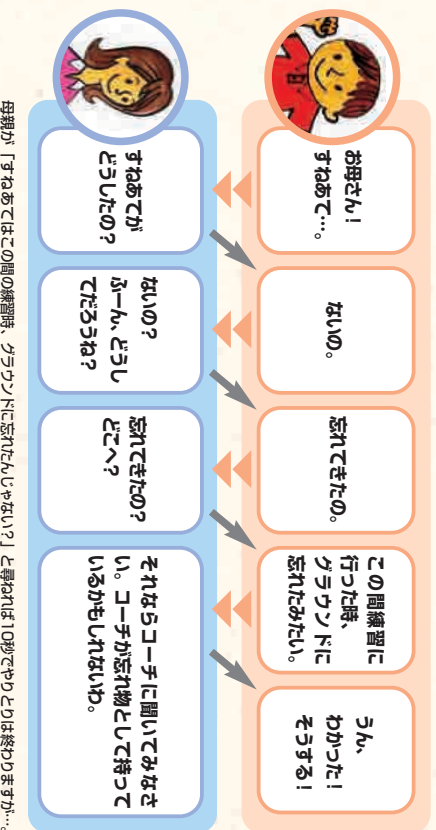 お母さん！
すねあて…。
すねあてが
どうしたの？
ないの。
ないの？
ふーん、どうし
てだろうね？
忘れてきたの。
忘れてきたの？
どこへ？
この間練習に
行った時、
グラウンドに
忘れたみたい。
それならコーチに聞いてみなさ
い。コーチが忘れ物として持って
いるかもしれないわ。
うん、
わかった！
そうする！
母親が「すねあてはこの間の練習時、グラウンドに忘れたんじゃない？」と尋ねれば10秒でやりとりは終わりますが…。